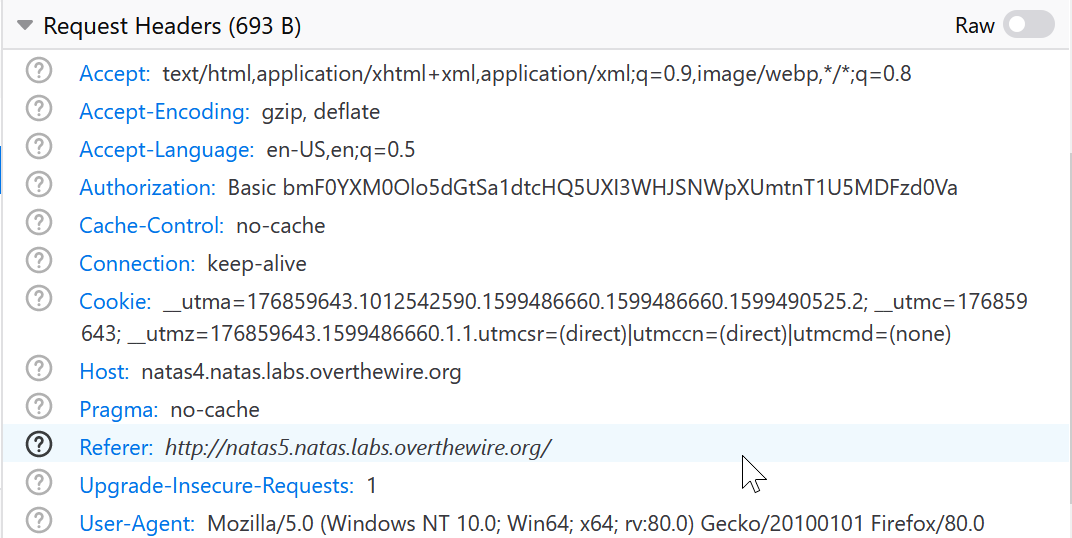 Request Headers (693 B)
Raw
Accept: text/html,application/xhtml+xml,application/xml;q=0.9,image/webp,*/*;q=0.8
Accept-Encoding: gzip, deflate
Accept-Language: en-US,en;q=0.5
Authorization: Basic bmF0YXM0Olo5dGtSa1dtcHQ5UXI3WHJSNWpXUmtnT1U5MDFzd0Va
Cache-Control: no-cache
Connection: keep-alive
Cookie: __utma=176859643.1012542590.1599486660.1599486660.1599490525.2; __utmc=176859
643; __utmz=176859643.1599486660.1.1.utmcsr=(direct)|utmccn=(direct)|utmcmd=(none)
Host: natas4.natas.labs.overthewire.org
Pragma: no-cache
Referer: http://natas5.natas.labs.overthewire.org/
Upgrade-Insecure-Requests: 1
User-Agent: Mozilla/5.0 (Windows NT 10.0; Win64; x64; rv:80.0) Gecko/20100101 Firefox/80.0